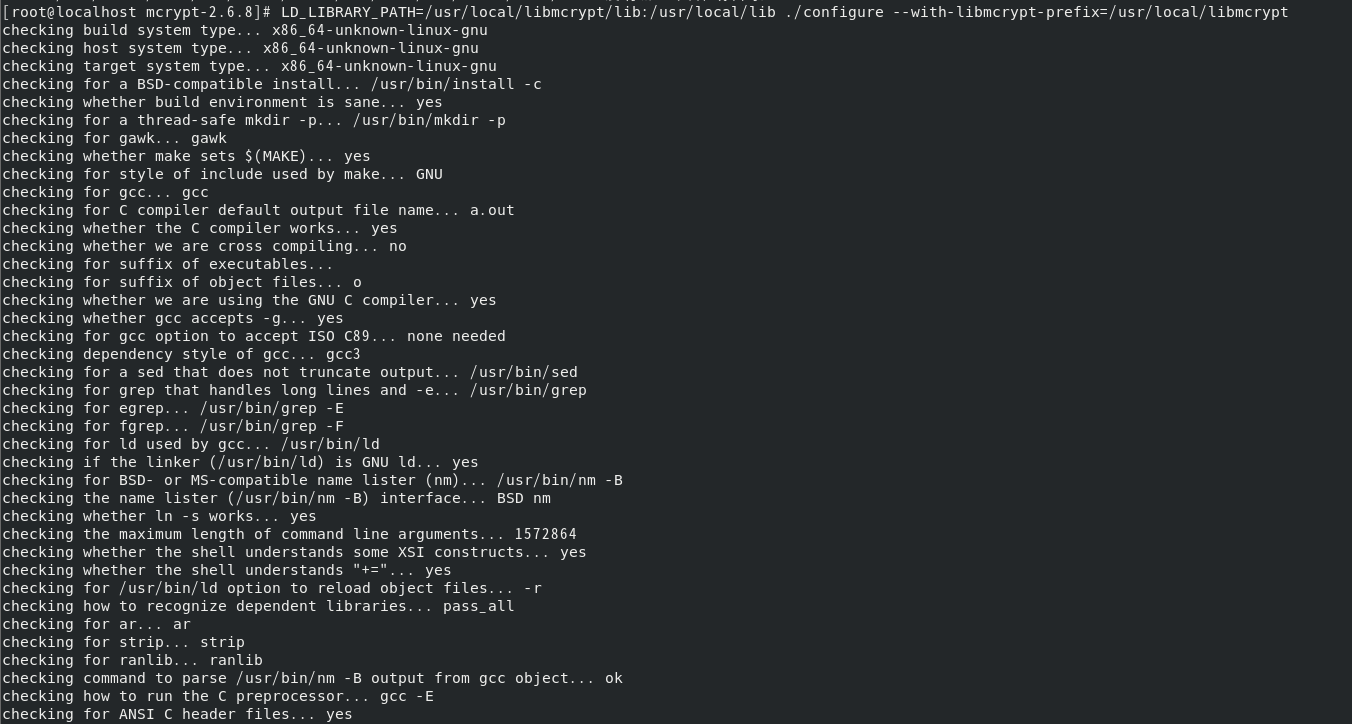 [root@localhost mcrypt-2.6.8]# LD_LIBRARY_PATH=/usr/local/libmcrypt/lib:/usr/local/lib ./configure --with-libmcrypt-prefix=/usr/local/libmcrypt
checking build system type... x86_64-unknown-linux-gnu
checking host system type... x86_64-unknown-linux-gnu
checking target system type... x86_64-unknown-linux-gnu
checking for a BSD-compatible install... /usr/bin/install -c
checking whether build environment is sane... yes
checking for a thread-safe mkdir -p... /usr/bin/mkdir -p
checking for gawk... gawk
checking whether make sets $(MAKE)... yes
checking for style of include used by make... GNU
checking for gcc... gcc
checking for C compiler default output file name... a.out
checking whether the C compiler works... yes
checking whether we are cross compiling... no
checking for suffix of executables...
checking for suffix of object files... o
checking whether we are using the GNU C compiler... yes
checking whether gcc accepts -g... yes
checking for gcc option to accept ISO C89... none needed
checking dependency style of gcc... gcc3
checking for a sed that does not truncate output... /usr/bin/sed
checking for grep that handles long lines and -e... /usr/bin/grep
checking for egrep... /usr/bin/grep -E
checking for fgrep... /usr/bin/grep -F
checking for ld used by gcc... /usr/bin/ld
checking if the linker (/usr/bin/ld) is GNU ld... yes
checking for BSD- or MS-compatible name lister (nm)... /usr/bin/nm -B
checking the name lister (/usr/bin/nm -B) interface... BSD nm
checking whether ln -s works... yes
checking the maximum length of command line arguments... 1572864
checking whether the shell understands some XSI constructs... yes
checking whether the shell understands "+="... yes
checking for /usr/bin/ld option to reload object files... -r
checking how to recognize dependent libraries... pass_all
checking for ar... ar
checking for strip... strip
checking for ranlib... ranlib
checking command to parse /usr/bin/nm -B output from gcc object... ok
checking how to run the C preprocessor... gcc -E
checking for ANSI C header files... yes